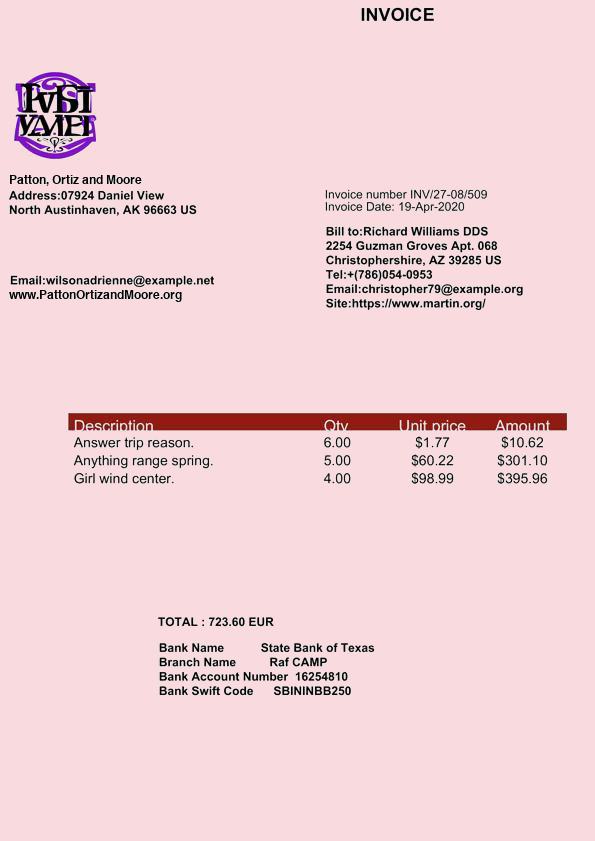 INVOICE
Patton, Ortiz and Moore
Address:07924 Daniel View
North Austinhaven, AK 96663 US
Email:wilsonadrienne@example.net
www.PattonOrtizandMoore.org
Invoice number INV/27-08/509
Invoice Date: 19-Apr-2020
Bill to:Richard Williams DDS
2254 Guzman Groves Apt. 068
Christophershire, AZ 39285 US
Tel:+(786)054-0953
Email:christopher79@example.org
Site:https://www.martin.org/
Description Qty Unit price Amount
Answer trip reason. 6.00 $1.77 $10.62
Anything range spring. 5.00 $60.22 $301.10
Girl wind center. 4.00 $98.99 $395.96
TOTAL : 723.60 EUR
Bank Name State Bank of Texas
Branch Name Raf CAMP
Bank Account Number 16254810
Bank Swift Code SBININBB250